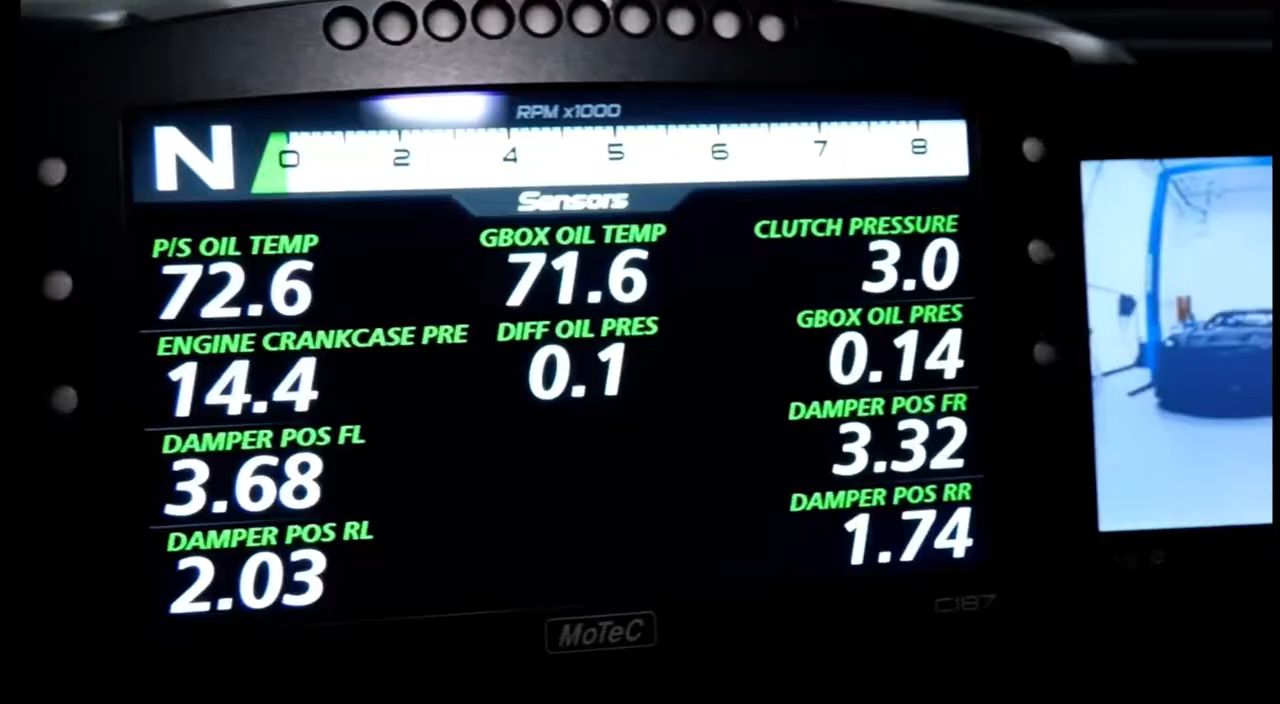 RPM x1000
N
0 2 4 5 6 7 8
Sensors
P/S OIL TEMP
72.6
GBOX OIL TEMP
71.6
CLUTCH PRESSURE
3.0
ENGINE CRANKCASE PRE
14.4
DIFF OIL PRES
0.1
GBOX OIL PRES
0.14
DAMPER POS FL
3.68
DAMPER POS FR
3.32
DAMPER POS RL
2.03
DAMPER POS RR
1.74
C187
MoTeC